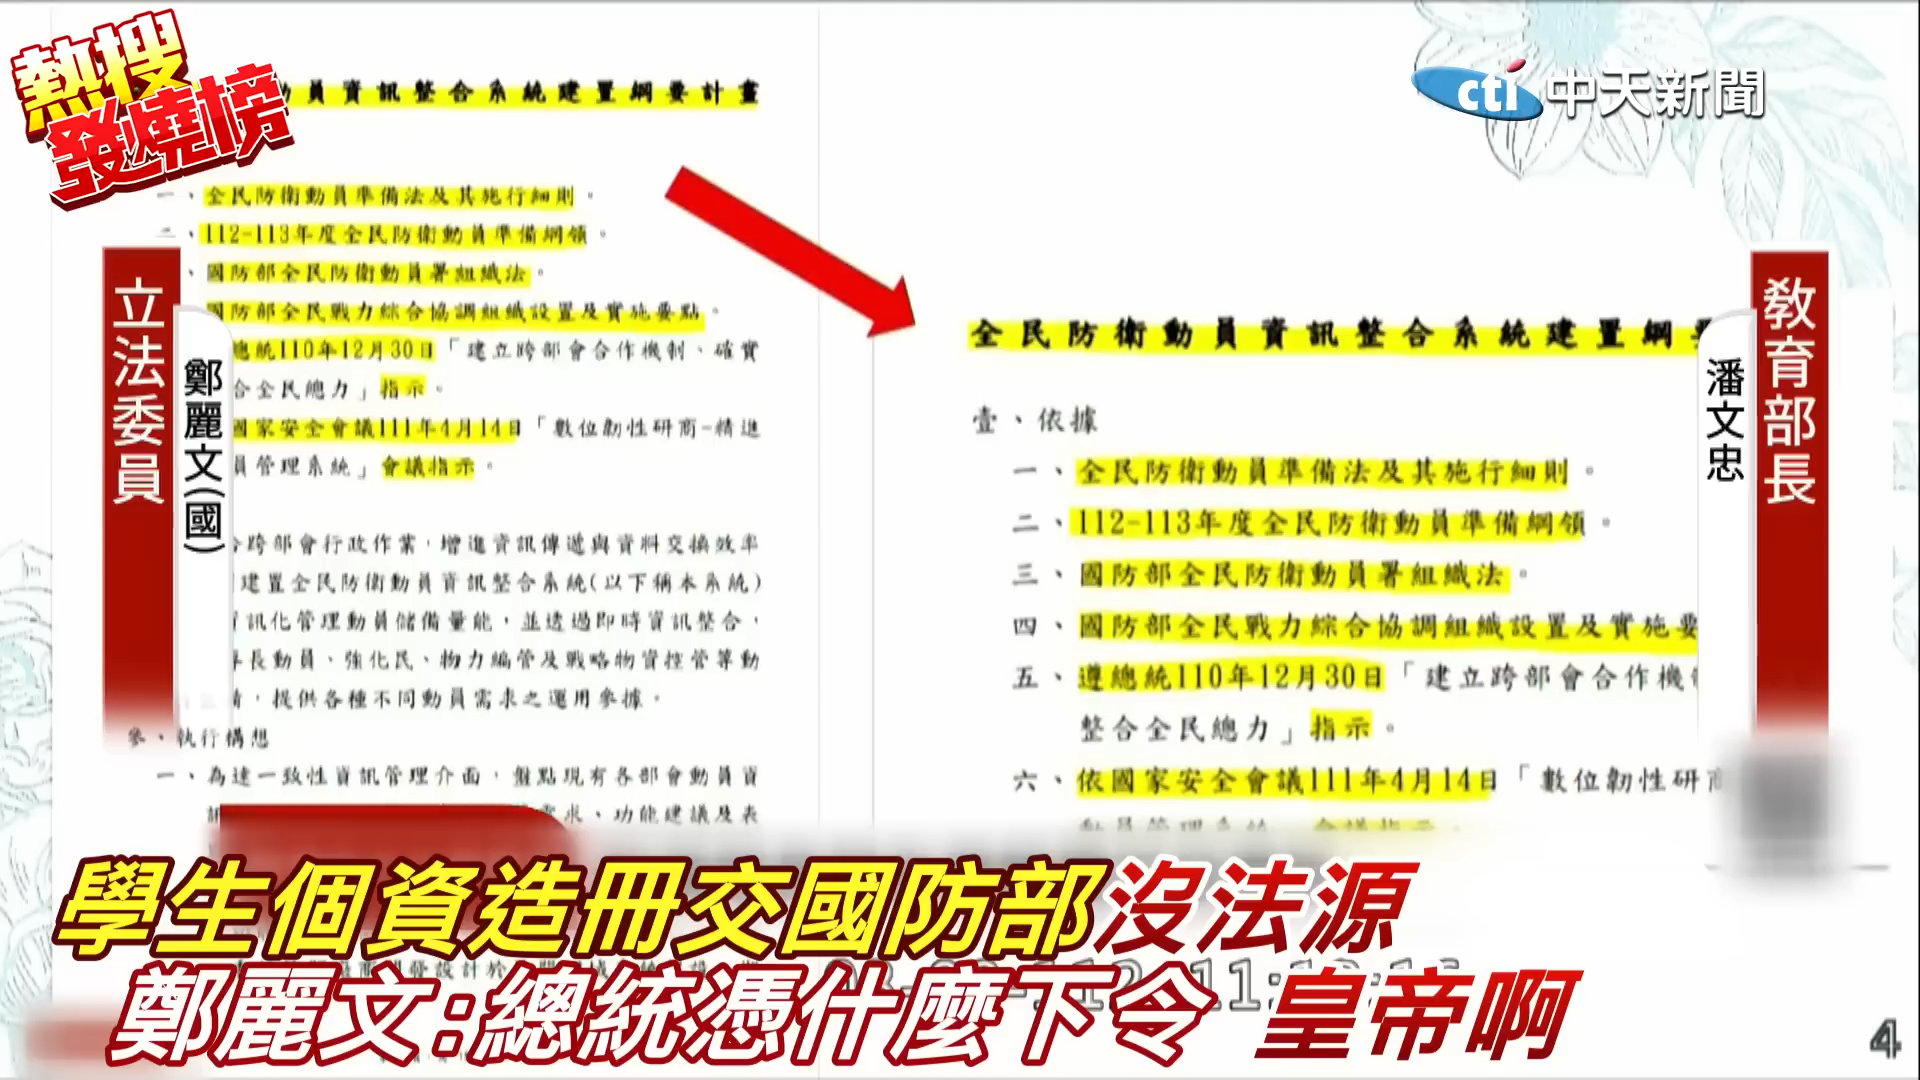 熱搜
發燒榜
cti 中天新聞
動員資訊整合系統建置綱要計畫
一、全民防衛動員準備法及其施行細則。
二、112-113年度全民防衛動員準備綱領。
、國防部全民防衛動員署組織法。
國防部全民戰力綜合協調組織設置及實施要點。
總統110年12月30日「建立跨部會合作機制、確實
合全民總力」指示。
國家安全會議111年4月14日「數位韌性研商-精進
員管理系統」會議指示。
跨部會行政作業，增進資訊傳遞與資料交換效率
建置全民防衛動員資訊整合系統(以下稱本系統)
訊化管理動員儲備量能，並透過即時資訊整合，
長動員、強化民、物力編管及戰略物資控管等動
，提供各種不同動員需求之運用參據。
參、執行構想
一、為達一致性資訊管理介面，盤點現有各部會動員資
求、功能建議及表
立法委員
鄭麗文(國)
全民防衛動員資訊整合系統建置綱
壹、依據
一、全民防衛動員準備法及其施行細則。
二、112-113年度全民防衛動員準備綱領。
三、國防部全民防衛動員署組織法。
四、國防部全民戰力綜合協調組織設置及實施要
五、遵總統110年12月30日「建立跨部會合作機
整合全民總力」指示。
六、依國家安全會議111年4月14日「數位韌性研商
動員管理系統」會議指示。
教育部長
潘文忠
學生個資造冊交國防部沒法源
鄭麗文:總統憑什麼下令 皇帝啊
4